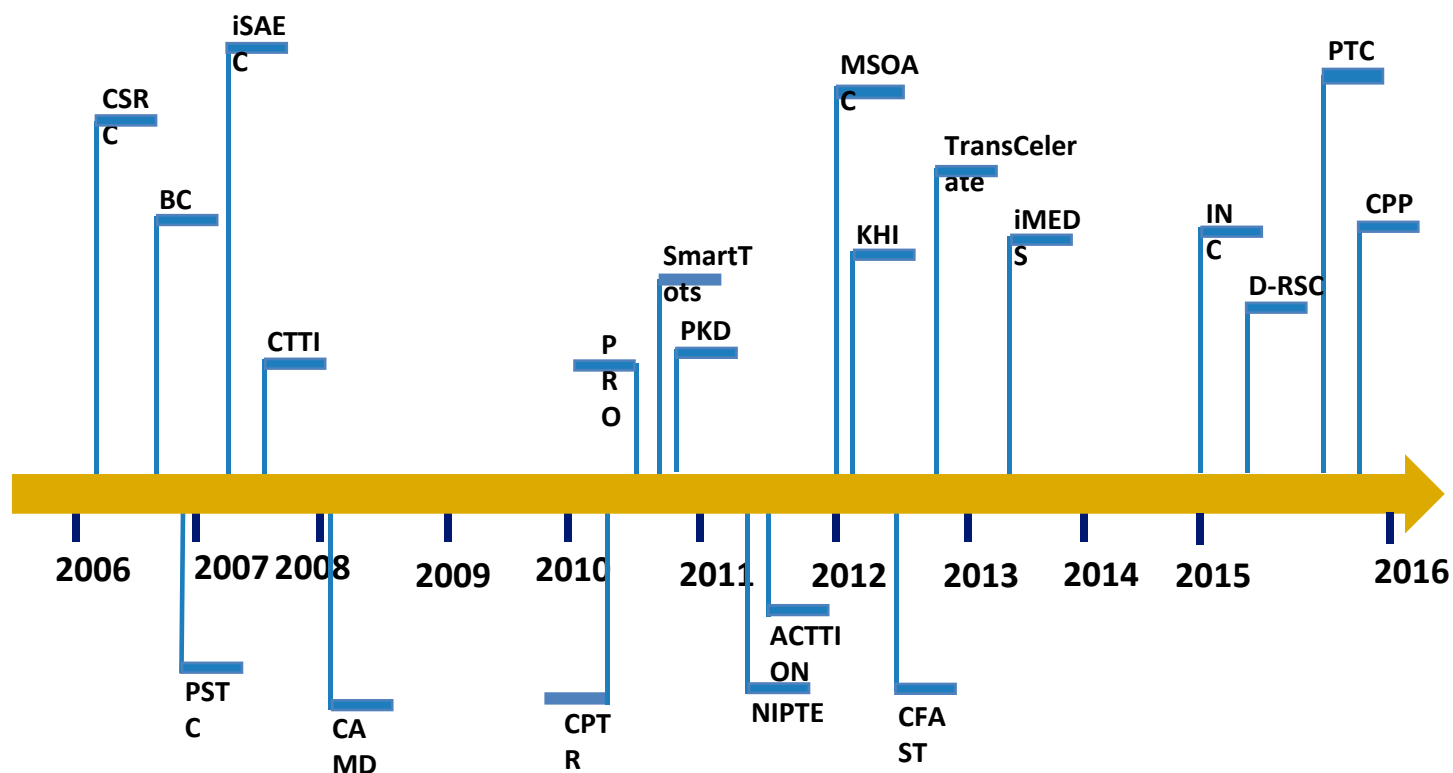 iSAE
C
CSR
C
BC
CTTI
P
R
O
SmartT
ots
PKD
MSOA
C
KHI
TransCeler
ate
iMED
S
IN
C
D-RSC
PTC
CPP
2006 2007 2008 2009 2010 2011 2012 2013 2014 2015 2016
PST
C
CA
MD
CPT
R
NIPTE
ACTTI
ON
CFA
ST